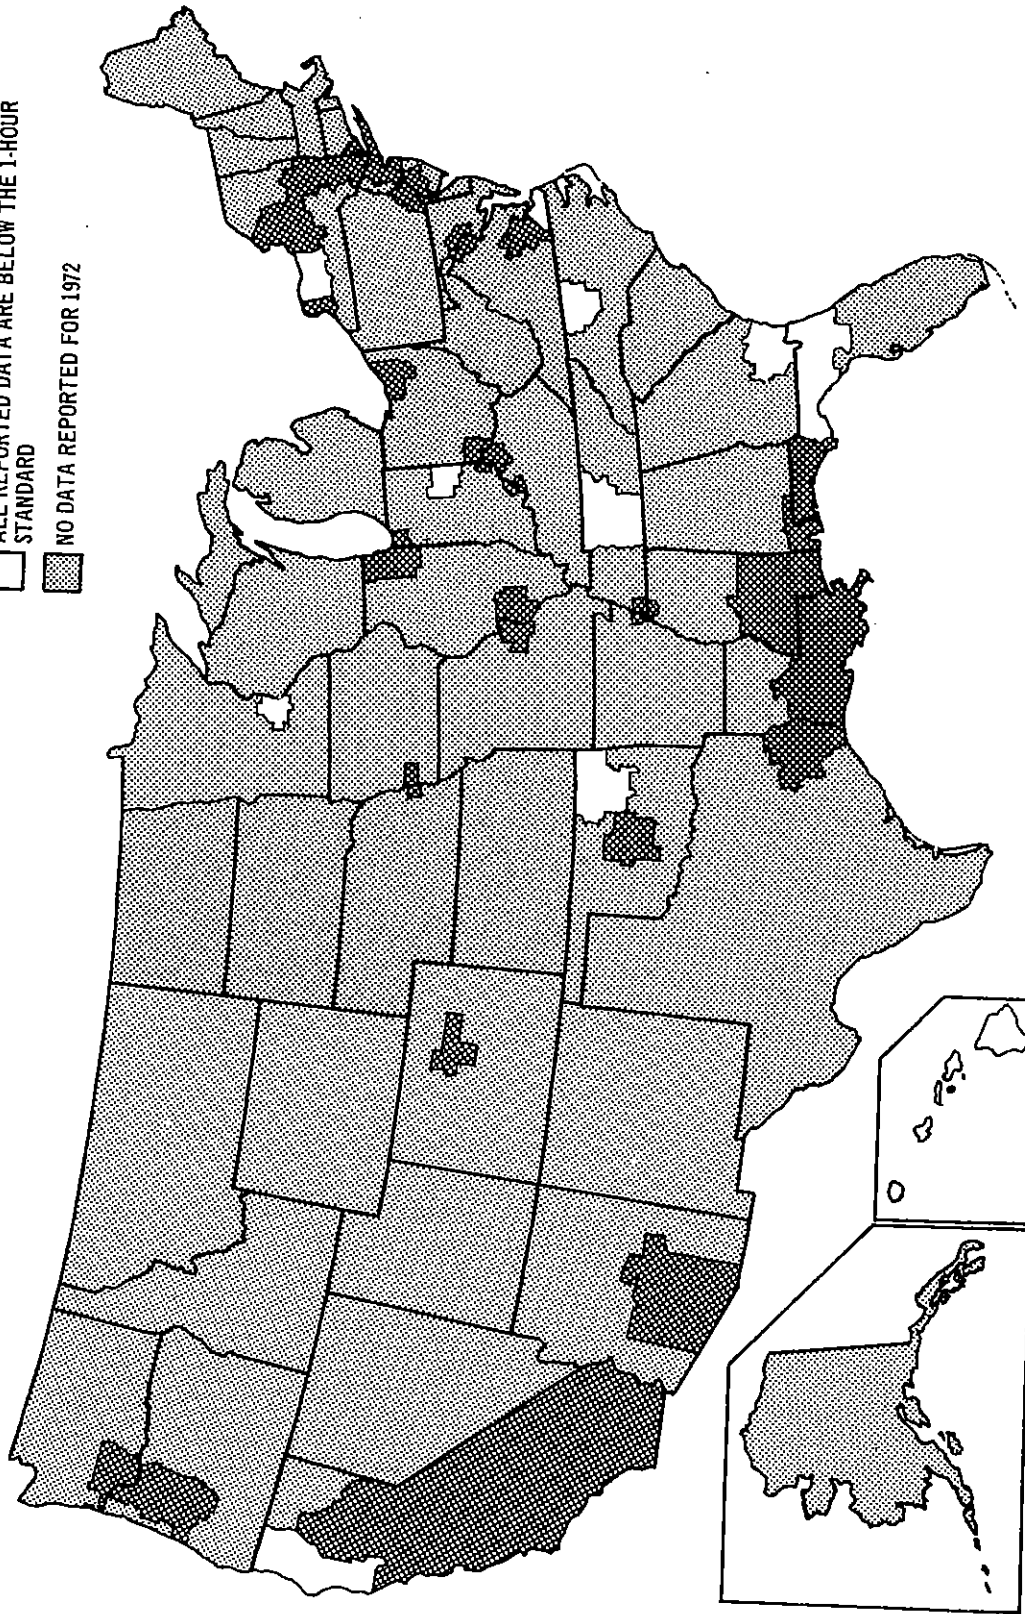 ALL REPORTED DATA ARE BELOW THE 1-HOUR
STANDARD
NO DATA REPORTED FOR 1972